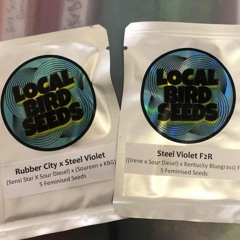 LOCAL
BIRD
SEEDS
Rubber City x Steel Violet
(Sensi Star X Sour Diesel) x (Soureen x KBG)
5 Feminised Seeds
LOCAL
BIRD
SEEDS
Steel Violet F2R
((Irene x Sour Diesel) x Kentucky Bluegrass)
5 Feminised Seeds